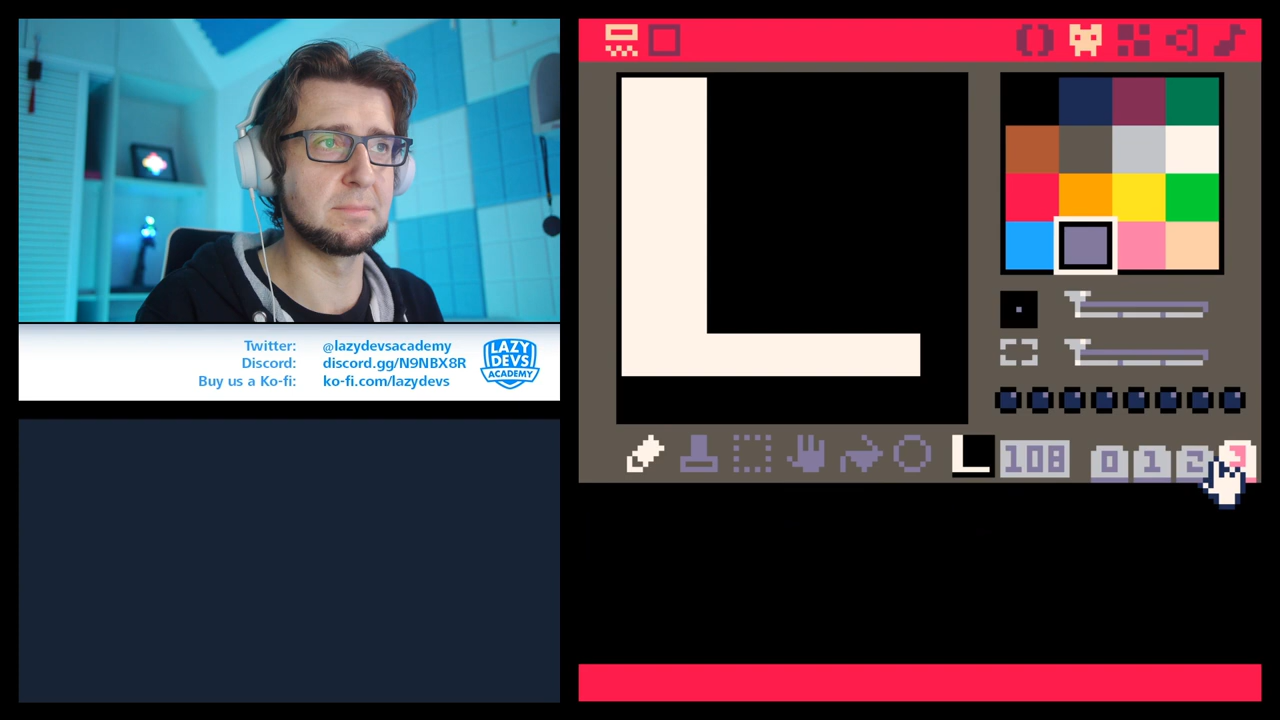 Twitter: @lazydevsacademy
Discord: discord.gg/N9NBX8R
Buy us a Ko-fi: ko-fi.com/lazydevs
LAZY
DEVS
ACADEMY
L
L 108 0 1 2 3